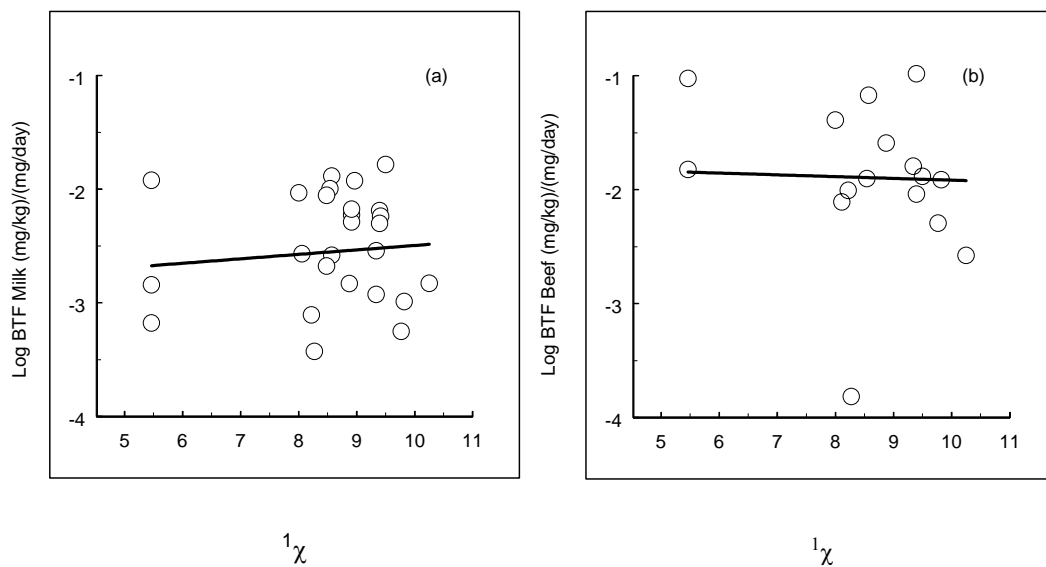 (a)
Log BTF Milk (mg/kg)/(mg/day)
-1
-2
-3
-4
5 6 7 8 9 10 11
¹χ
(b)
Log BTF Beef (mg/kg)/(mg/day)
-1
-2
-3
-4
5 6 7 8 9 10 11
¹χ